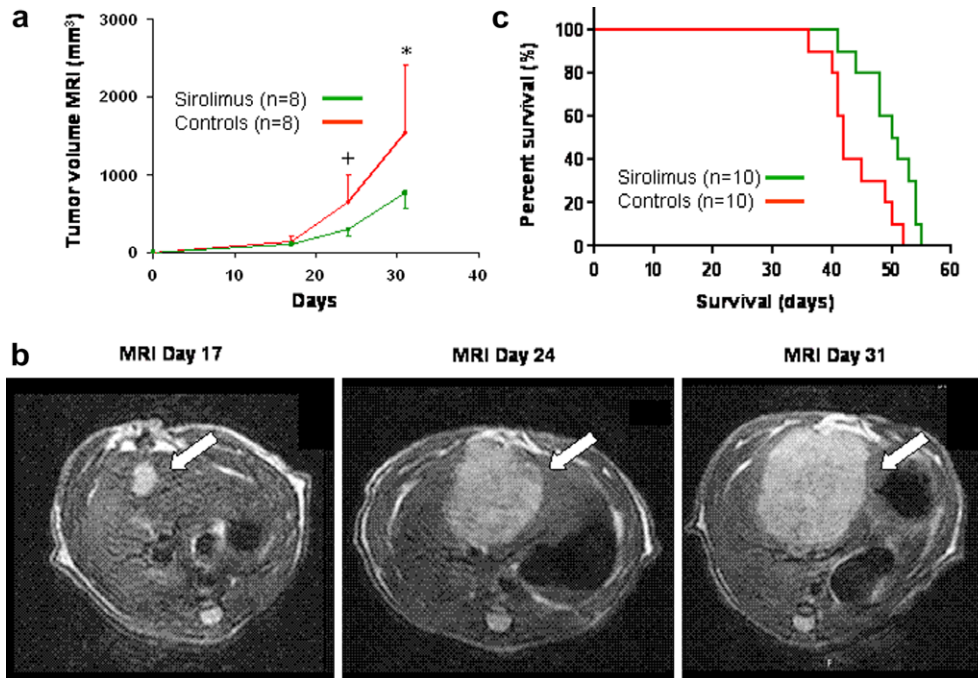 a
Tumor volume MRI (mm³)
3000
2000
1000
0
Sirolimus (n=8)
Controls (n=8)
+
*
0 10 20 30 40
Days
c
Percent survival (%)
100
80
60
40
20
0
Sirolimus (n=10)
Controls (n=10)
0 10 20 30 40 50 60
Survival (days)
b
MRI Day 17
MRI Day 24
MRI Day 31